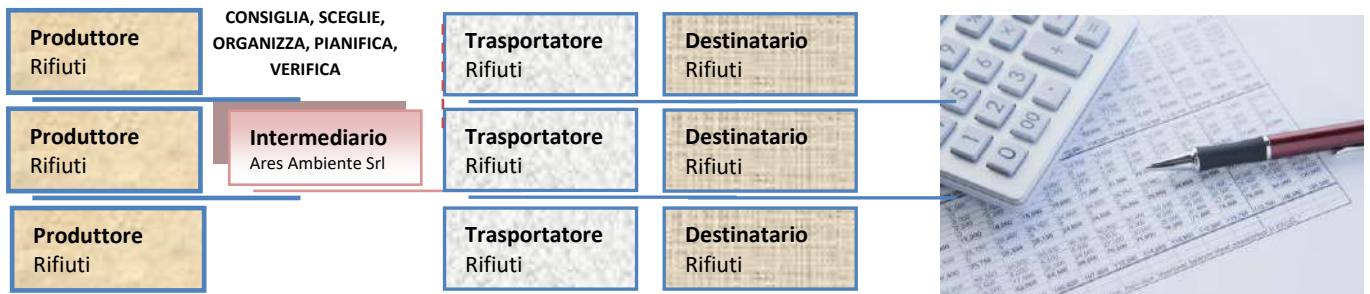 Produttore
Rifiuti
CONSIGLIA, SCEGLIE,
ORGANIZZA, PIANIFICA,
VERIFICA
Trasportatore
Rifiuti
Destinatario
Rifiuti
Produttore
Rifiuti
Intermediario
Ares Ambiente Srl
Trasportatore
Rifiuti
Destinatario
Rifiuti
Produttore
Rifiuti
Trasportatore
Rifiuti
Destinatario
Rifiuti